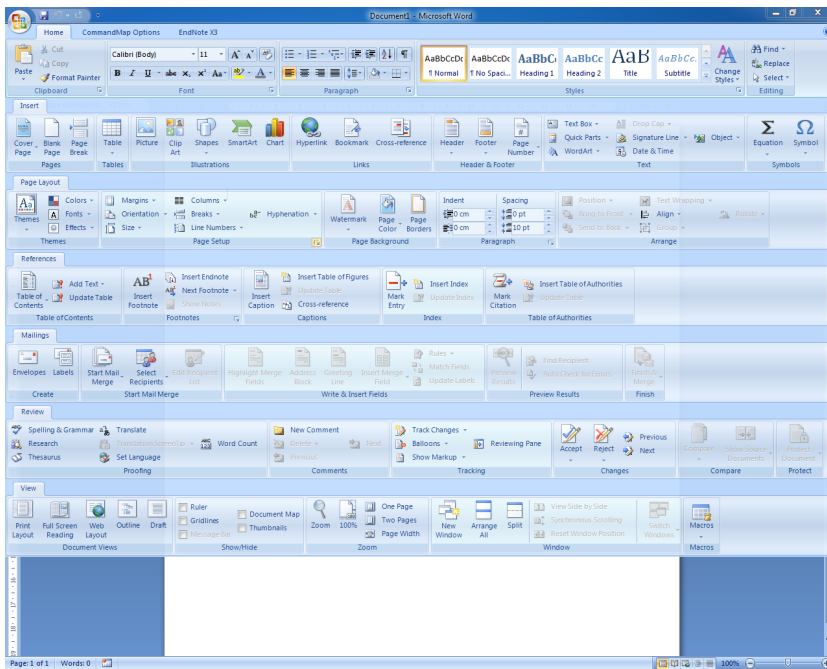 Document1 - Microsoft Word
Home CommandMap Options EndNote X3
Cut
Copy
Format Painter
Paste
Clipboard
Calibri (Body) 11
B I U abc x₂ x² Aa
Font
Paragraph
AaBbCcDc AaBbCcDc AaBbC AaBbCc AaB AaBbCc.
¶ Normal ¶ No Spaci... Heading 1 Heading 2 Title Subtitle
Change Styles
Styles
Find
Replace
Select
Editing
Insert
Cover Page Blank Page Page Break
Pages
Table
Tables
Picture Clip Art Shapes SmartArt Chart
Illustrations
Hyperlink Bookmark Cross-reference
Links
Header Footer Page Number
Header & Footer
Text Box Drop Cap
Quick Parts Signature Line Object
WordArt Date & Time
Text
Equation Symbol
Symbols
Page Layout
Themes
Colors
Fonts
Effects
Themes
Margins Columns
Orientation Breaks Hyphenation
Size Line Numbers
Page Setup
Watermark Page Color Page Borders
Page Background
Indent Spacing
0 cm 0 pt
0 cm 10 pt
Paragraph
Position Text Wrapping
Bring to Front Align Rotate
Send to Back Group
Arrange
References
Table of Contents
Add Text
Update Table
Table of Contents
AB¹
Insert Footnote
Insert Endnote
Next Footnote
Show Notes
Footnotes
Insert Caption
Insert Table of Figures
Update Table
Cross-reference
Captions
Mark Entry
Insert Index
Update Index
Index
Mark Citation
Insert Table of Authorities
Update Table
Table of Authorities
Mailings
Envelopes Labels
Create
Start Mail Merge Select Recipients Edit Recipient List
Start Mail Merge
Highlight Merge Fields Address Block Greeting Line Insert Merge Field
Rules
Match Fields
Update Labels
Write & Insert Fields
Preview Results
Find Recipient
Auto Check for Errors
Preview Results
Finish & Merge
Finish
Review
Spelling & Grammar Translate
Research Translation ScreenTip Word Count
Thesaurus Set Language
Proofing
New Comment
Delete Next
Previous
Comments
Track Changes
Balloons Reviewing Pane
Show Markup
Tracking
Accept Reject
Previous
Next
Changes
Compare Show Source Documents
Compare
Protect Document
Protect
View
Print Layout Full Screen Reading Web Layout Outline Draft
Document Views
Ruler Document Map
Gridlines Thumbnails
Message Bar
Show/Hide
Zoom 100%
One Page
Two Pages
Page Width
Zoom
New Window Arrange All Split
View Side by Side
Synchronous Scrolling
Reset Window Position
Switch Windows
Window
Macros
Macros
Page: 1 of 1 Words: 0 100%